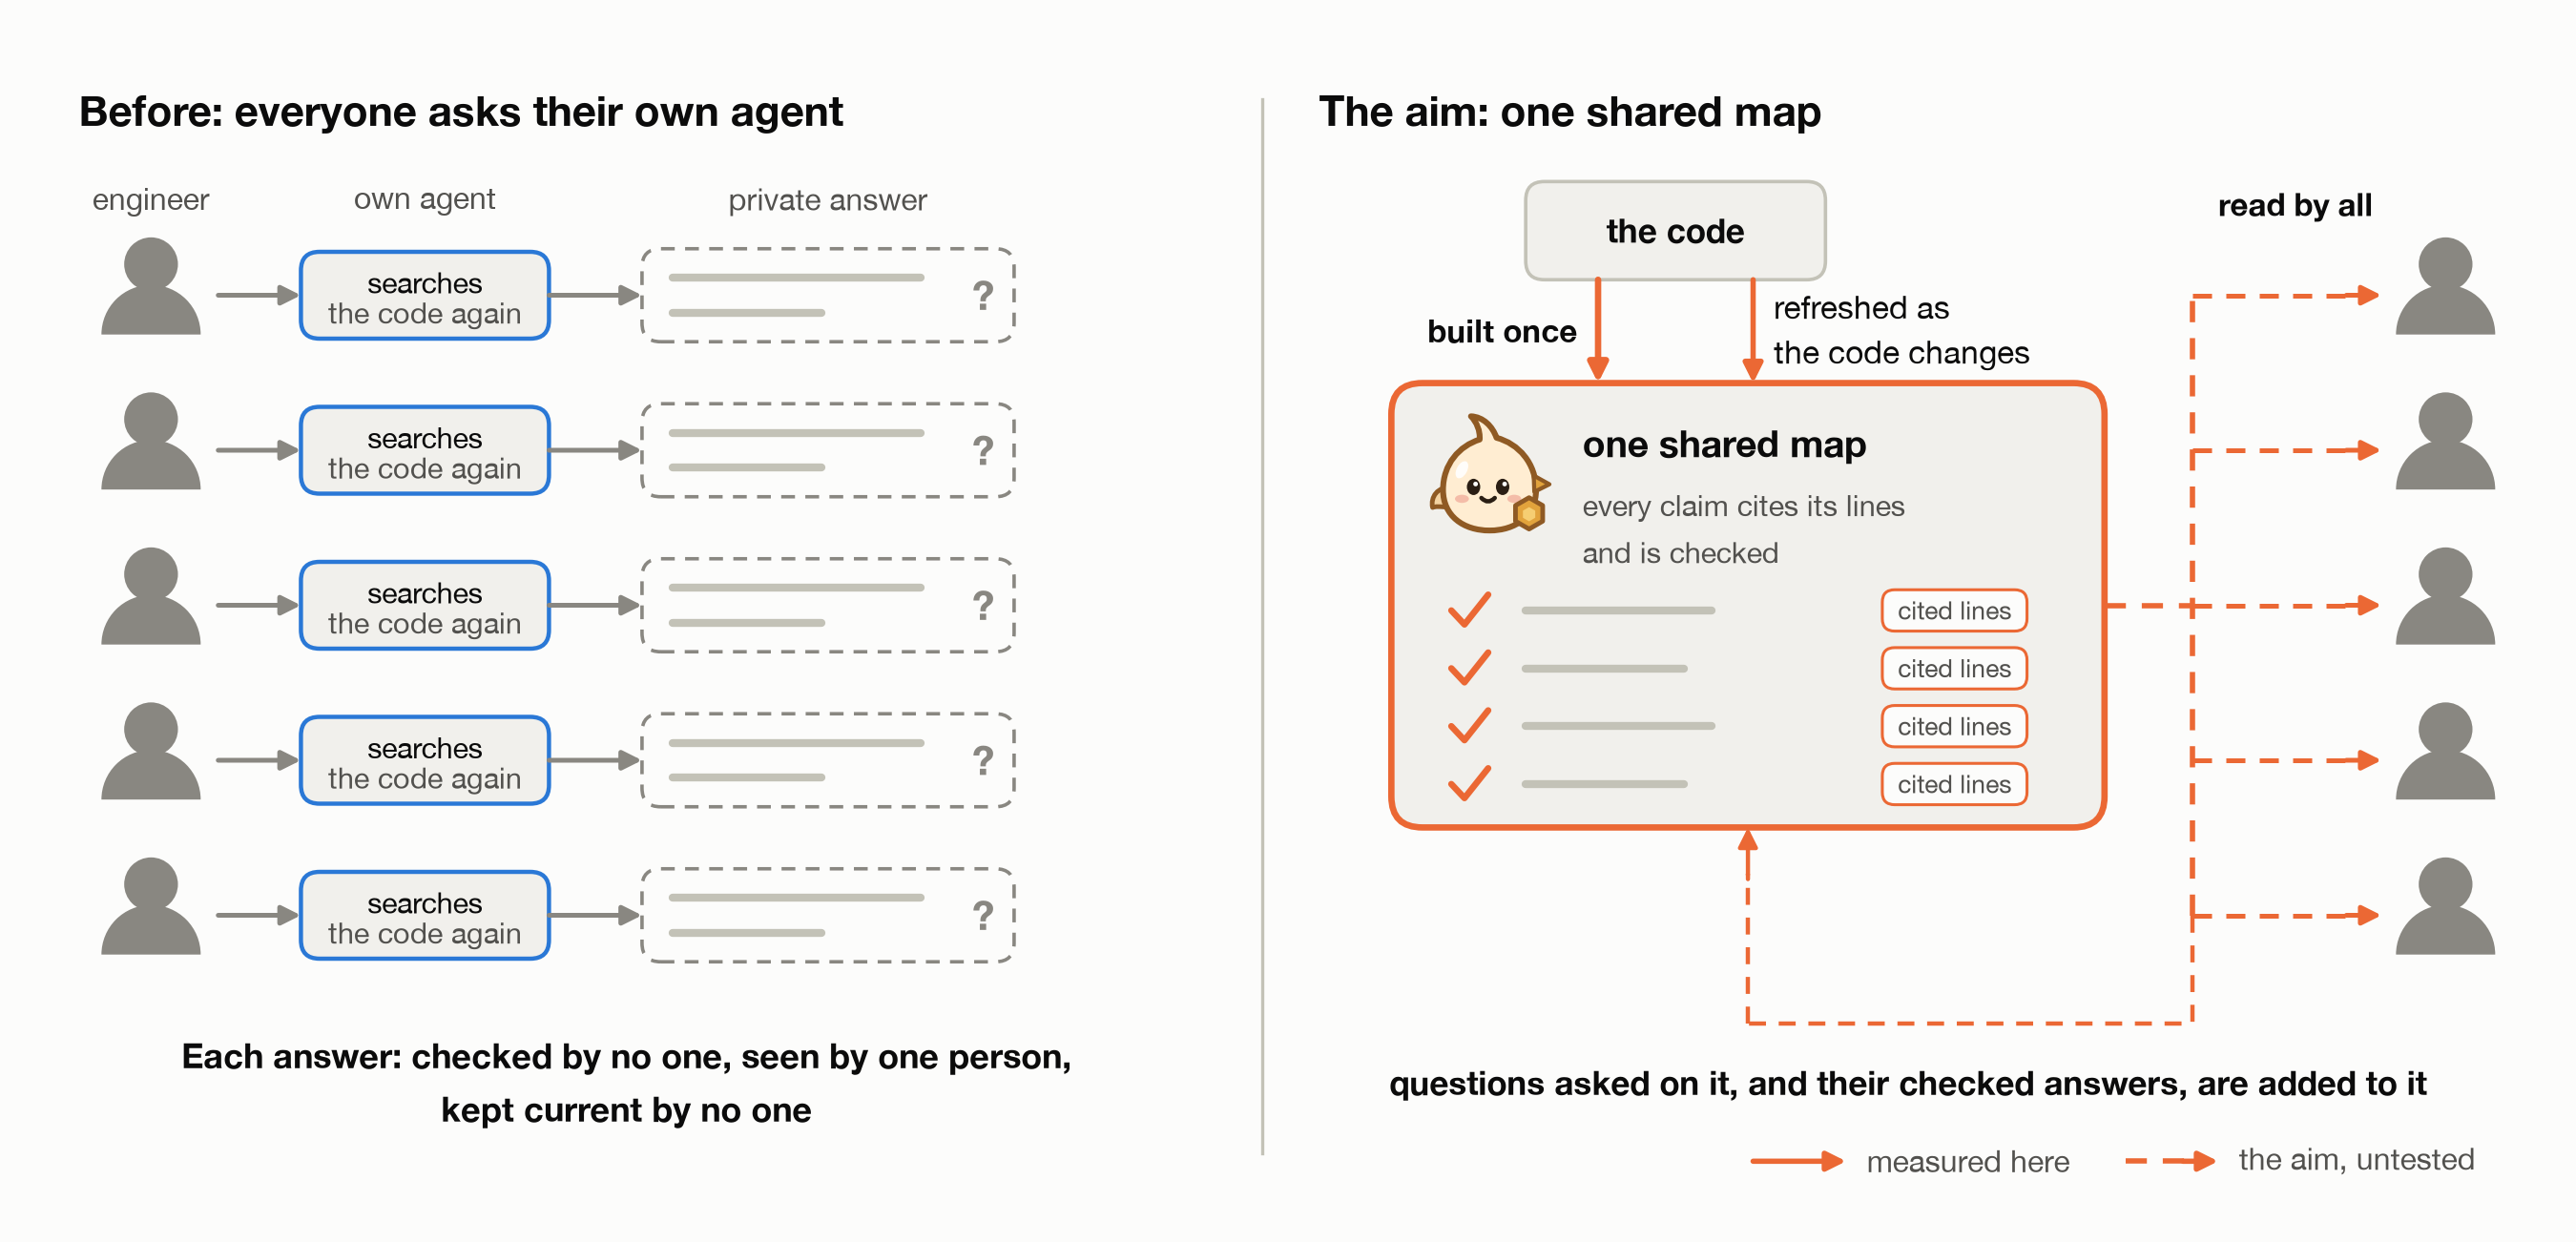 Before: everyone asks their own agent
engineer
own agent
private answer
searches
the code again
?
searches
the code again
?
searches
the code again
?
searches
the code again
?
searches
the code again
?
Each answer: checked by no one, seen by one person,
kept current by no one
The aim: one shared map
the code
read by all
built once
refreshed as
the code changes
one shared map
every claim cites its lines
and is checked
cited lines
cited lines
cited lines
cited lines
questions asked on it, and their checked answers, are added to it
measured here
the aim, untested